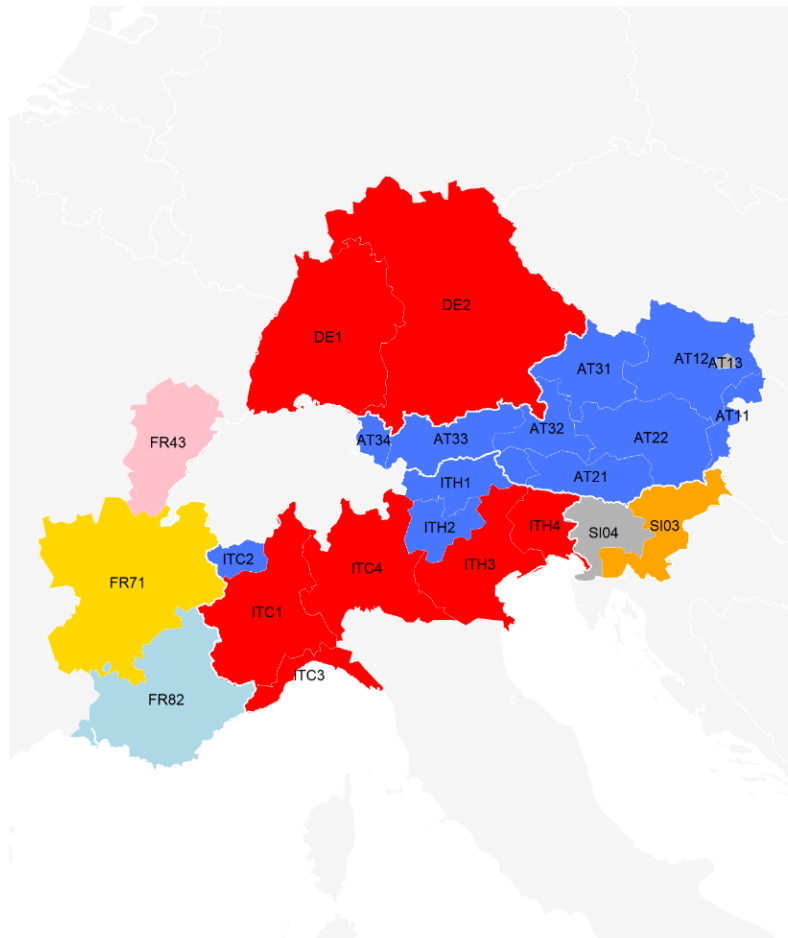 DE2
DE1
AT12
AT13
AT31
AT11
AT32
AT34
AT33
AT22
FR43
AT21
ITH1
SI03
ITH4
ITH2
SI04
ITC2
ITH3
ITC4
FR71
ITC1
ITC3
FR82